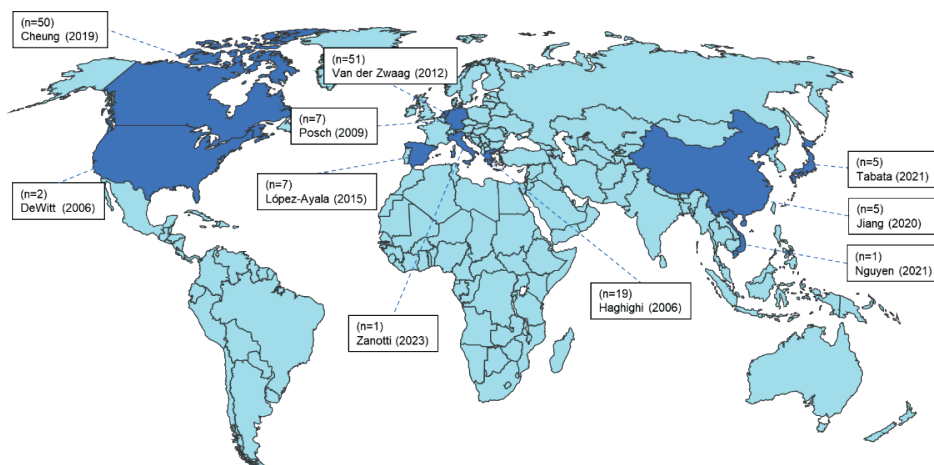 (n=50)
Cheung (2019)
(n=51)
Van der Zwaag (2012)
(n=7)
Posch (2009)
(n=2)
DeWitt (2006)
(n=7)
López-Ayala (2015)
(n=5)
Tabata (2021)
(n=5)
Jiang (2020)
(n=1)
Nguyen (2021)
(n=19)
Haghighi (2006)
(n=1)
Zanotti (2023)